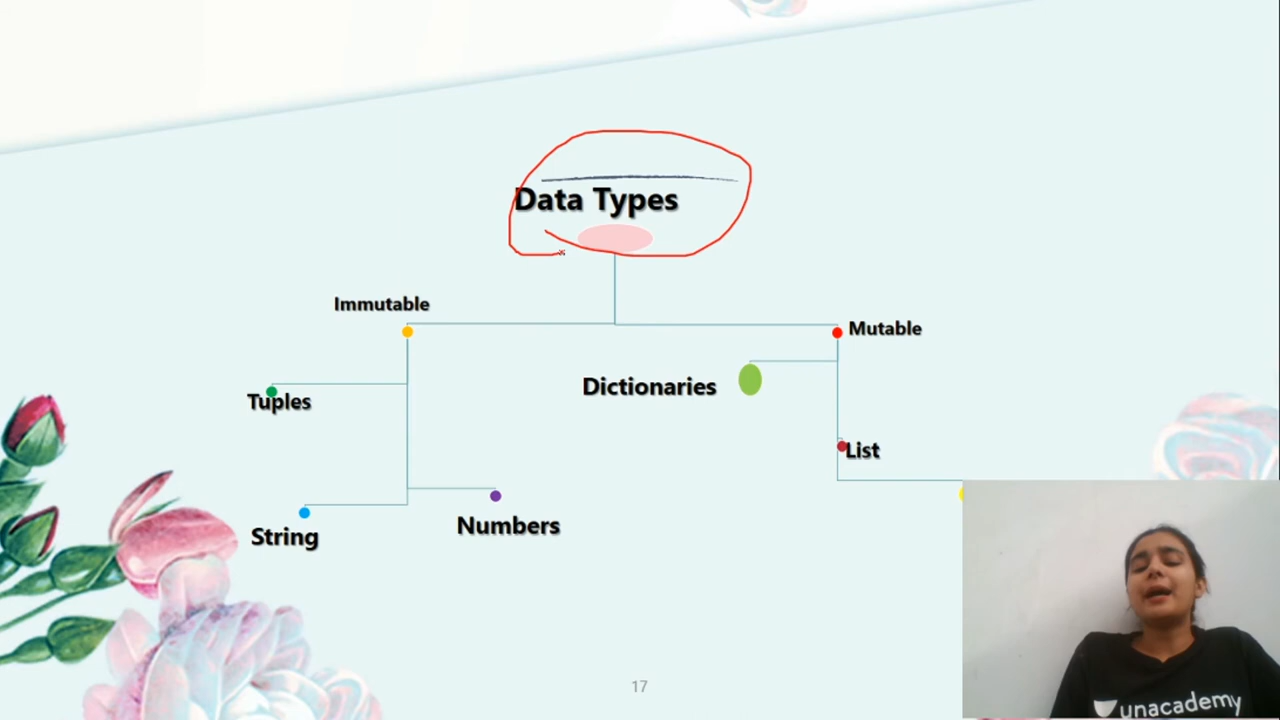 Data Types
Immutable
Mutable
Dictionaries
Tuples
List
Numbers
String
17
unacademy